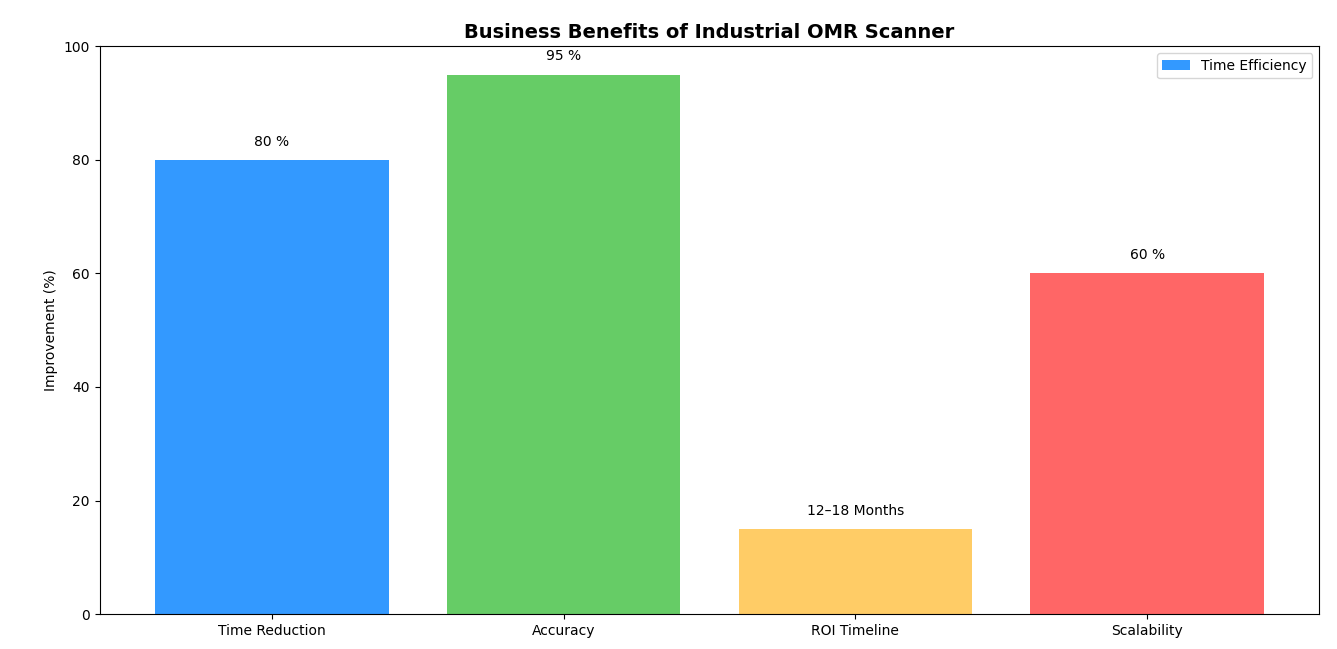 Business Benefits of Industrial OMR Scanner
100
80
60
40
20
0
Improvement (%)
95 %
80 %
60 %
12–18 Months
Time Efficiency
Time Reduction
Accuracy
ROI Timeline
Scalability